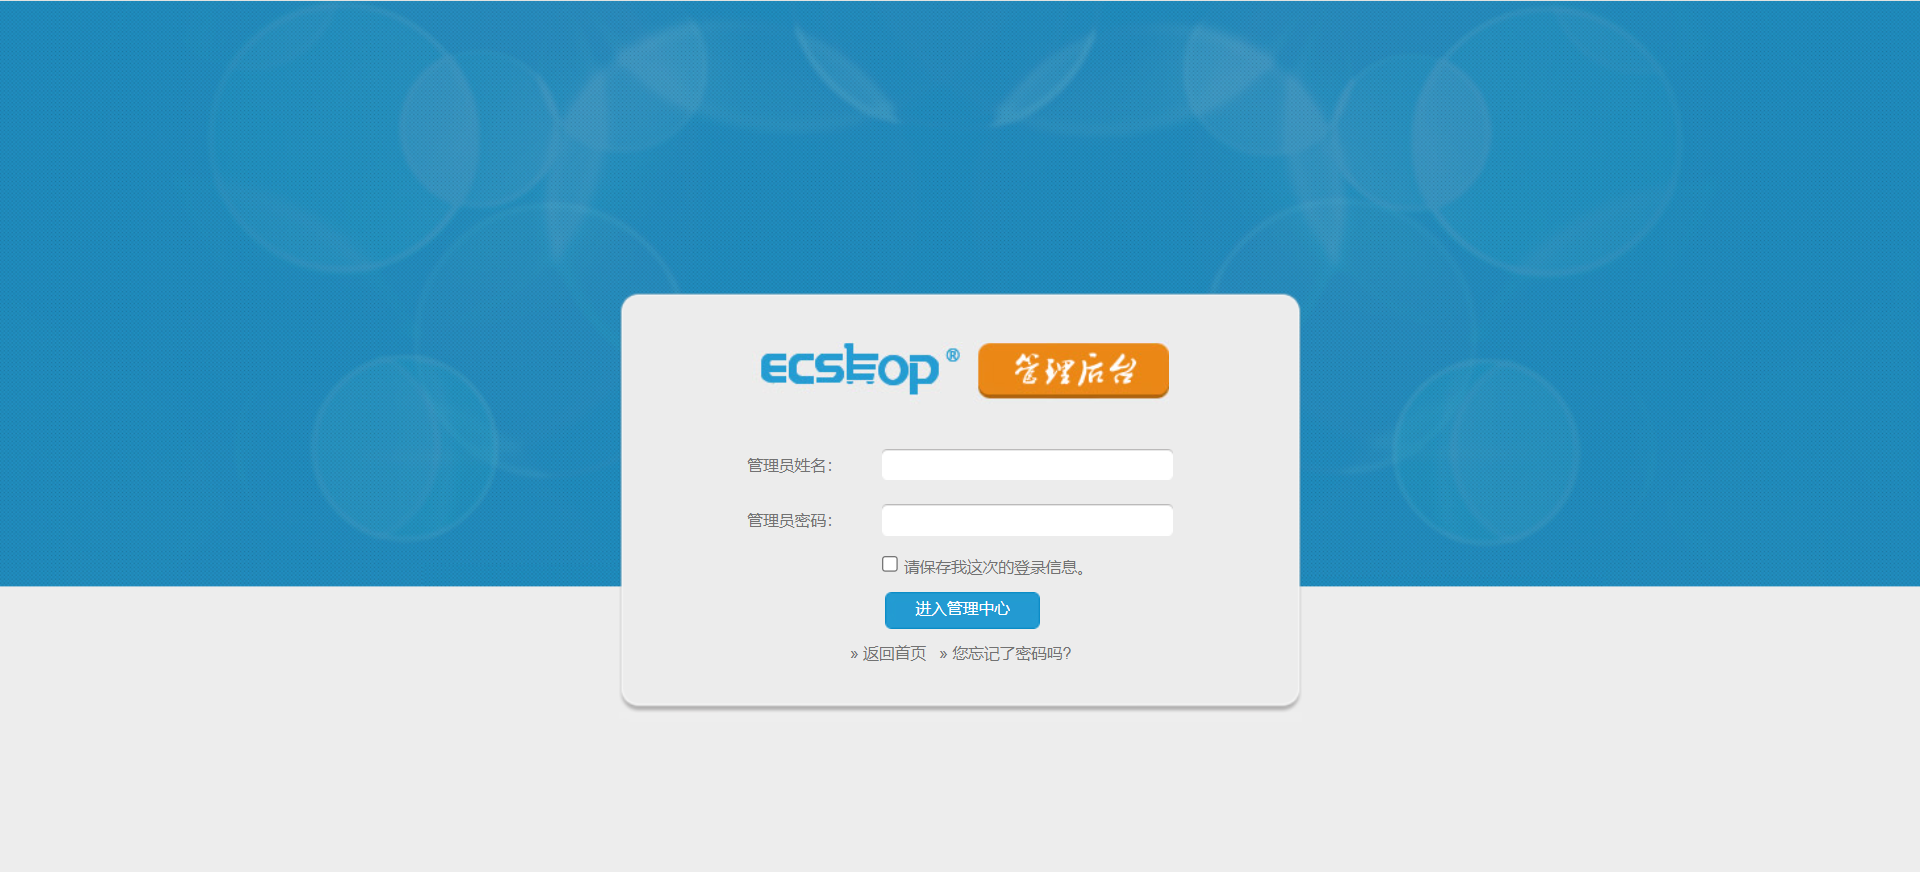 ECShop® 管理后台
管理员姓名：
管理员密码：
请保存我这次的登录信息。
进入管理中心
» 返回首页 » 您忘记了密码吗?